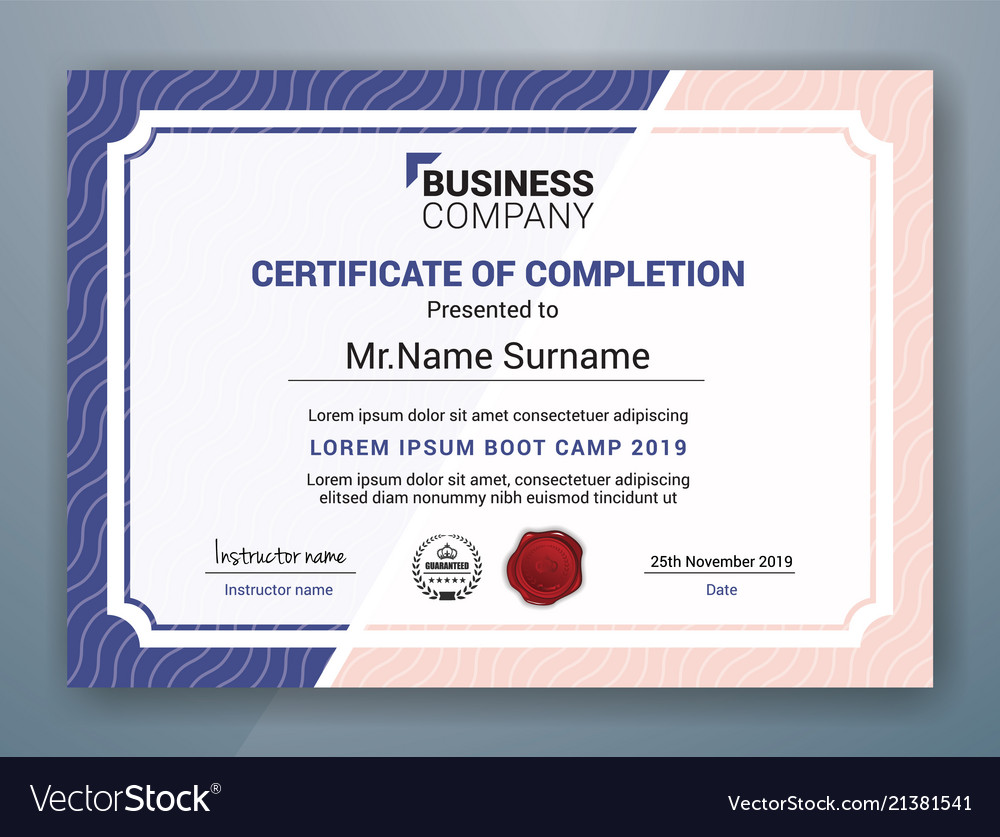 BUSINESS
COMPANY
CERTIFICATE OF COMPLETION
Presented to
Mr.Name Surname
Lorem ipsum dolor sit amet consectetuer adipiscing
LOREM IPSUM BOOT CAMP 2019
Lorem ipsum dolor sit amet, consectetuer adipiscing
elitsed diam nonummy nibh euismod tincidunt ut
Instructor name
Instructor name
GUARANTEED
25th November 2019
Date
VectorStock®
VectorStock.com/21381541